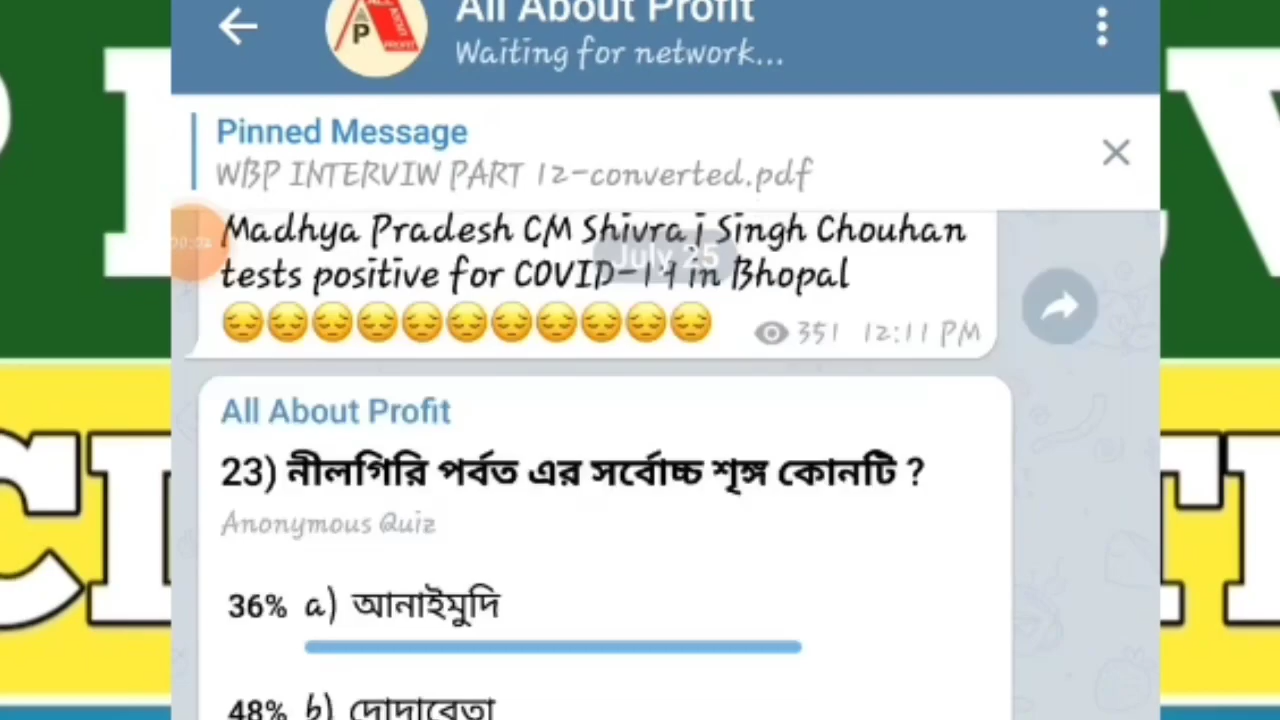 All About Profit
Waiting for network...
Pinned Message
WBP INTERVIW PART 12-converted.pdf
Madhya Pradesh CM Shivraj Singh Chouhan
July 25
tests positive for COVID-19 in Bhopal
😔😔😔😔😔😔😔😔😔😔😔 351 12:11 PM
All About Profit
23) নীলগিরি পর্বত এর সর্বোচ্চ শৃঙ্গ কোনটি ?
Anonymous Quiz
36% a) আনাইমুদি
48% b) দোদাবেতা